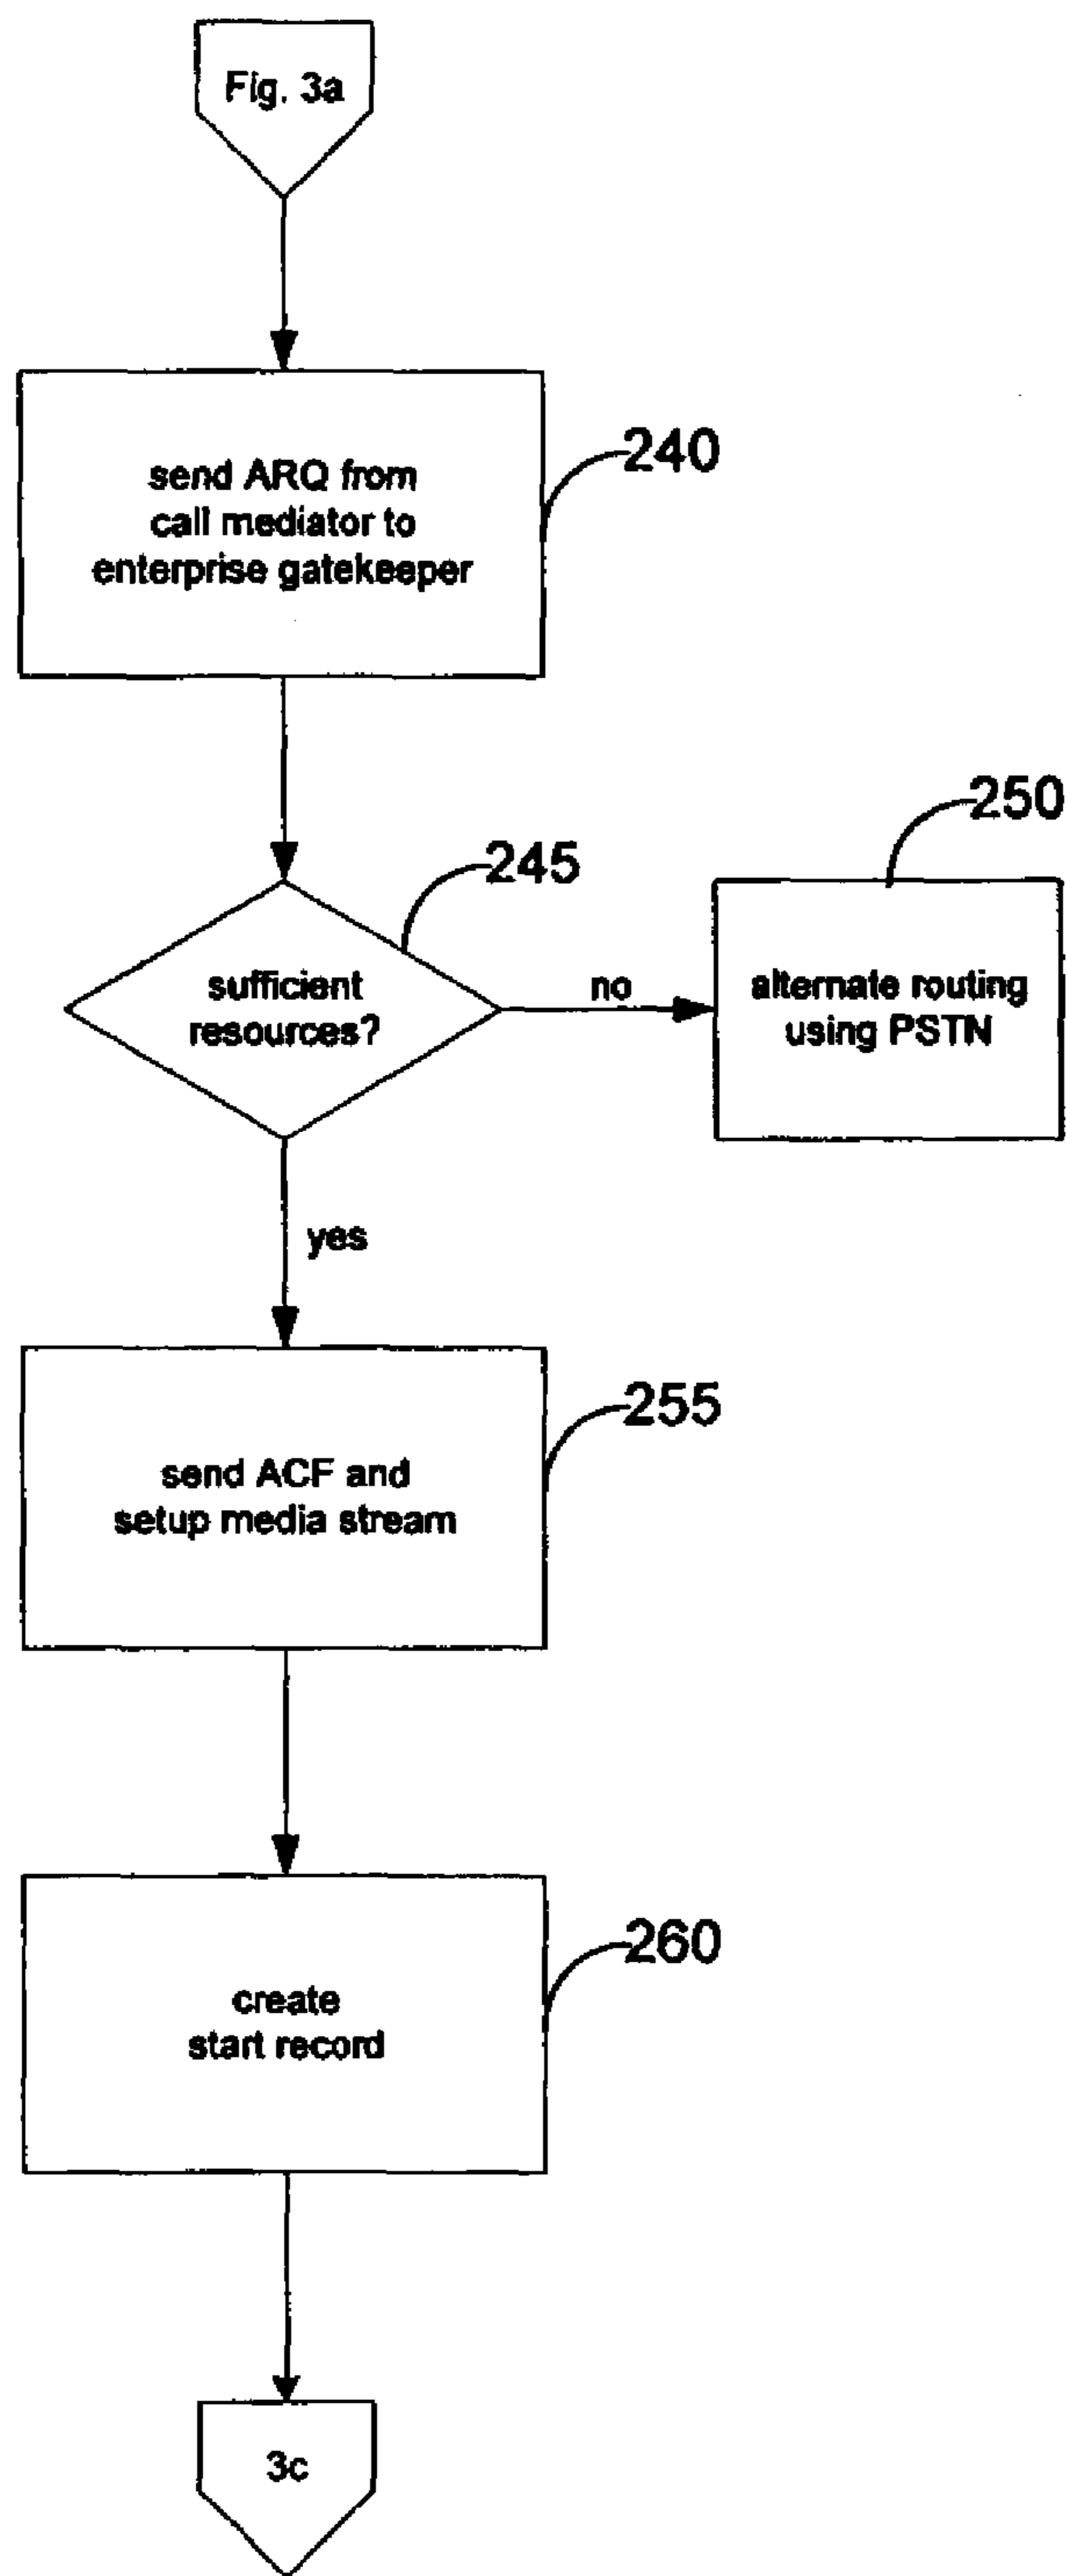 Fig. 3a
send ARQ from
call mediator to
enterprise gatekeeper
240
245
sufficient
resources?
no
250
alternate routing
using PSTN
yes
255
send ACF and
setup media stream
260
create
start record
3c